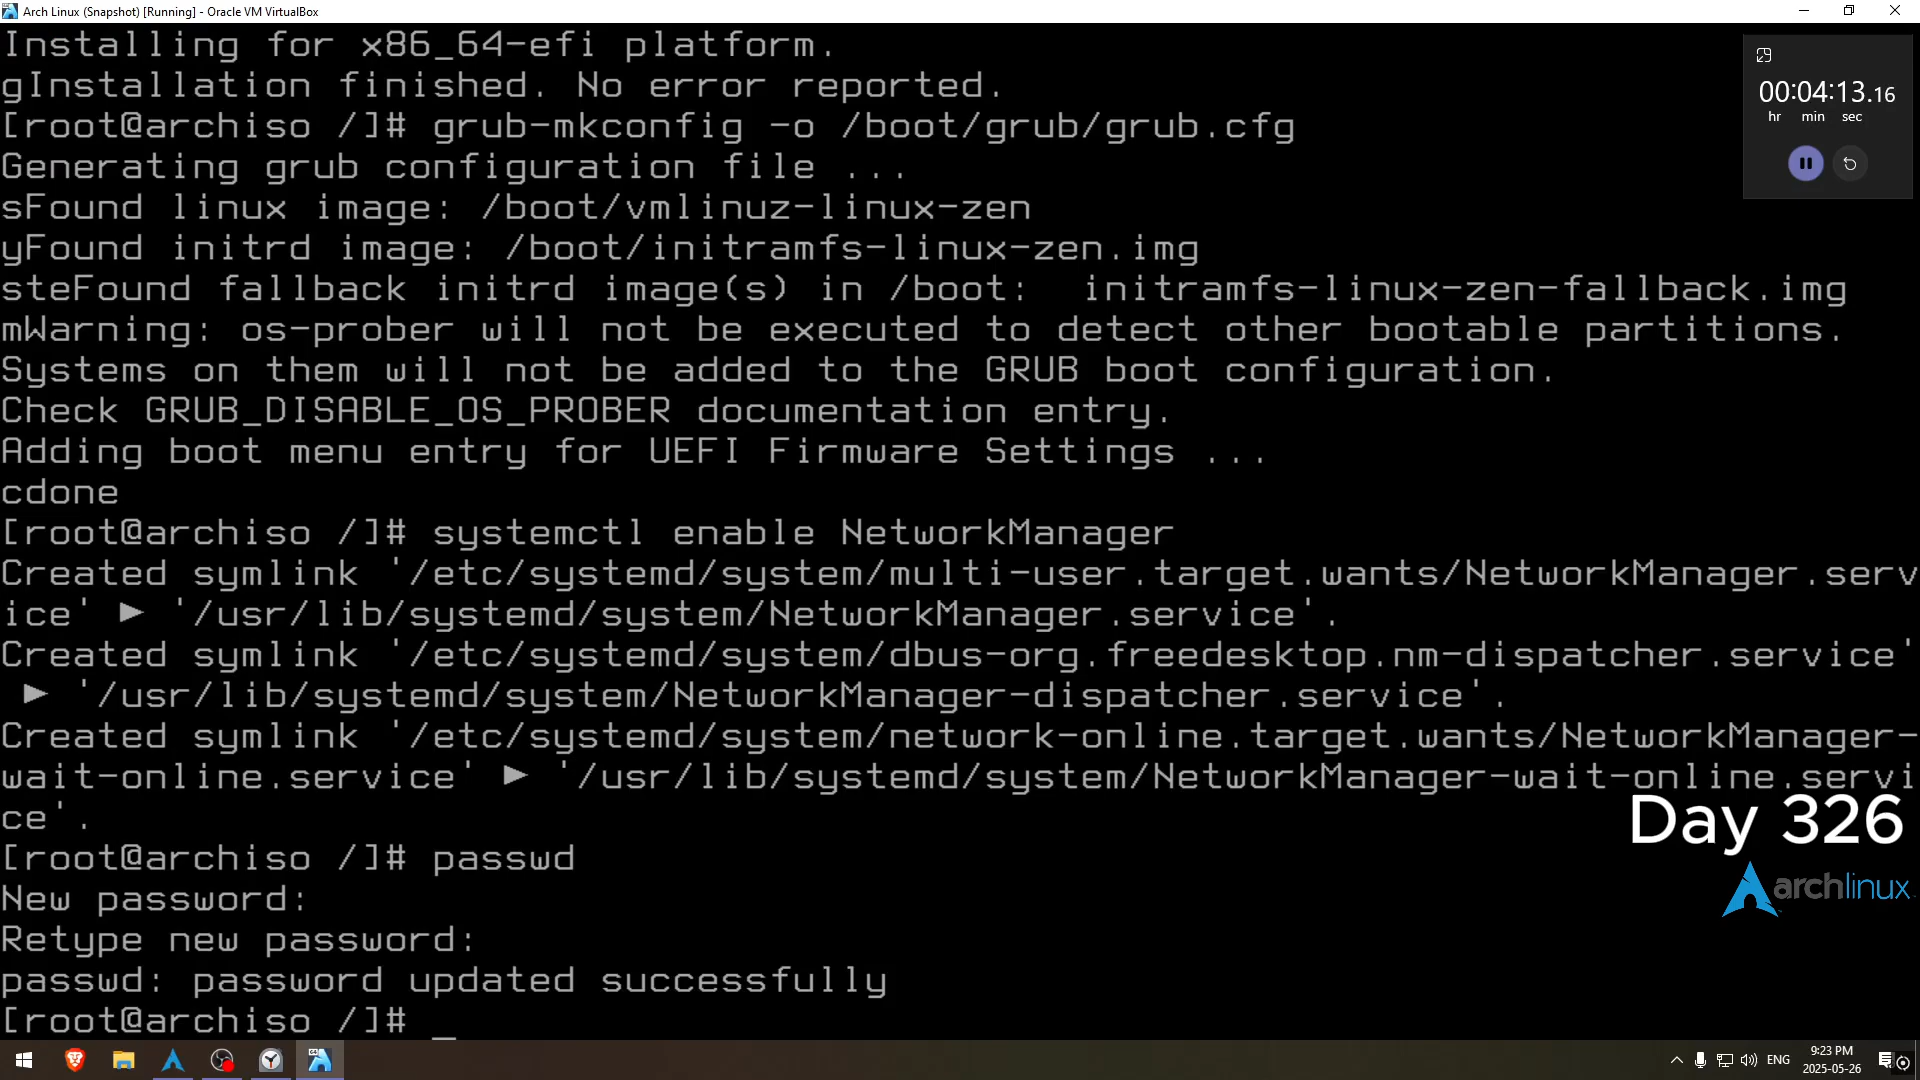 Arch Linux (Snapshot) [Running] - Oracle VM VirtualBox
Installing for x86_64-efi platform.
gInstallation finished. No error reported.
[root@archiso /]# grub-mkconfig -o /boot/grub/grub.cfg
Generating grub configuration file ...
sFound linux image: /boot/vmlinuz-linux-zen
yFound initrd image: /boot/initramfs-linux-zen.img
steFound fallback initrd image(s) in /boot:  initramfs-linux-zen-fallback.img
mWarning: os-prober will not be executed to detect other bootable partitions.
Systems on them will not be added to the GRUB boot configuration.
Check GRUB_DISABLE_OS_PROBER documentation entry.
Adding boot menu entry for UEFI Firmware Settings ...
cdone
[root@archiso /]# systemctl enable NetworkManager
Created symlink '/etc/systemd/system/multi-user.target.wants/NetworkManager.serv
ice' ► '/usr/lib/systemd/system/NetworkManager.service'.
Created symlink '/etc/systemd/system/dbus-org.freedesktop.nm-dispatcher.service'
 ► '/usr/lib/systemd/system/NetworkManager-dispatcher.service'.
Created symlink '/etc/systemd/system/network-online.target.wants/NetworkManager-
wait-online.service' ► '/usr/lib/systemd/system/NetworkManager-wait-online.servi
ce'.
[root@archiso /]# passwd
New password:
Retype new password:
passwd: password updated successfully
[root@archiso /]# _
00:04:13.16
hr min sec
Day 326
archlinux
ENG
9:23 PM
2025-05-26